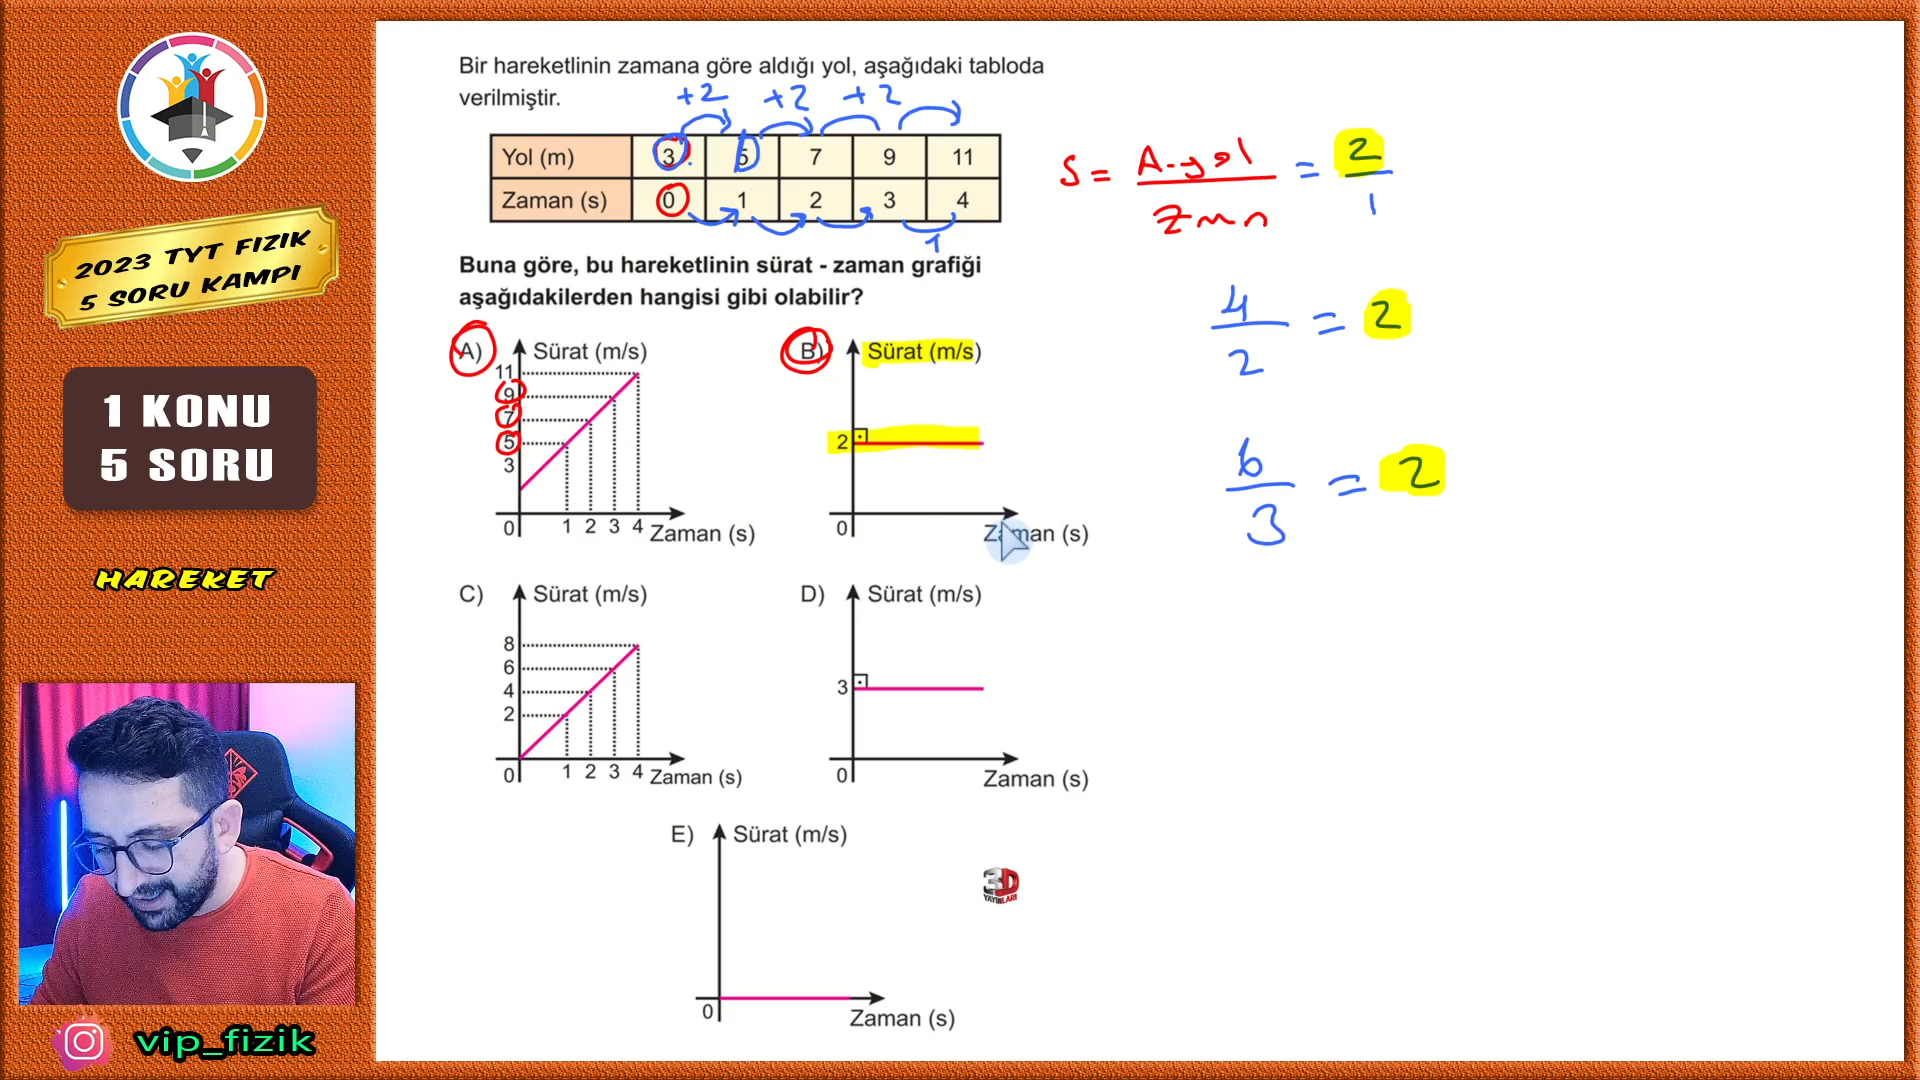 2023 TYT FIZIK
5 SORU KAMPI
1 KONU
5 SORU
HAREKET
vip_fizik
Bir hareketlinin zamana göre aldığı yol, aşağıdaki tabloda
verilmiştir.
+2 +2 +2
Yol (m) 3 5 7 9 11
Zaman (s) 0 1 2 3 4
1
Buna göre, bu hareketlinin sürat - zaman grafiği
aşağıdakilerden hangisi gibi olabilir?
A) Sürat (m/s)
11
9
7
5
3
0 1 2 3 4 Zaman (s)
B) Sürat (m/s)
2
0 Zaman (s)
C) Sürat (m/s)
8
6
4
2
0 1 2 3 4 Zaman (s)
D) Sürat (m/s)
3
0 Zaman (s)
E) Sürat (m/s)
0 Zaman (s)
3D
YAYINLARI
S = A.yol = 2
Zmn 1
4
2 = 2
6
3 = 2